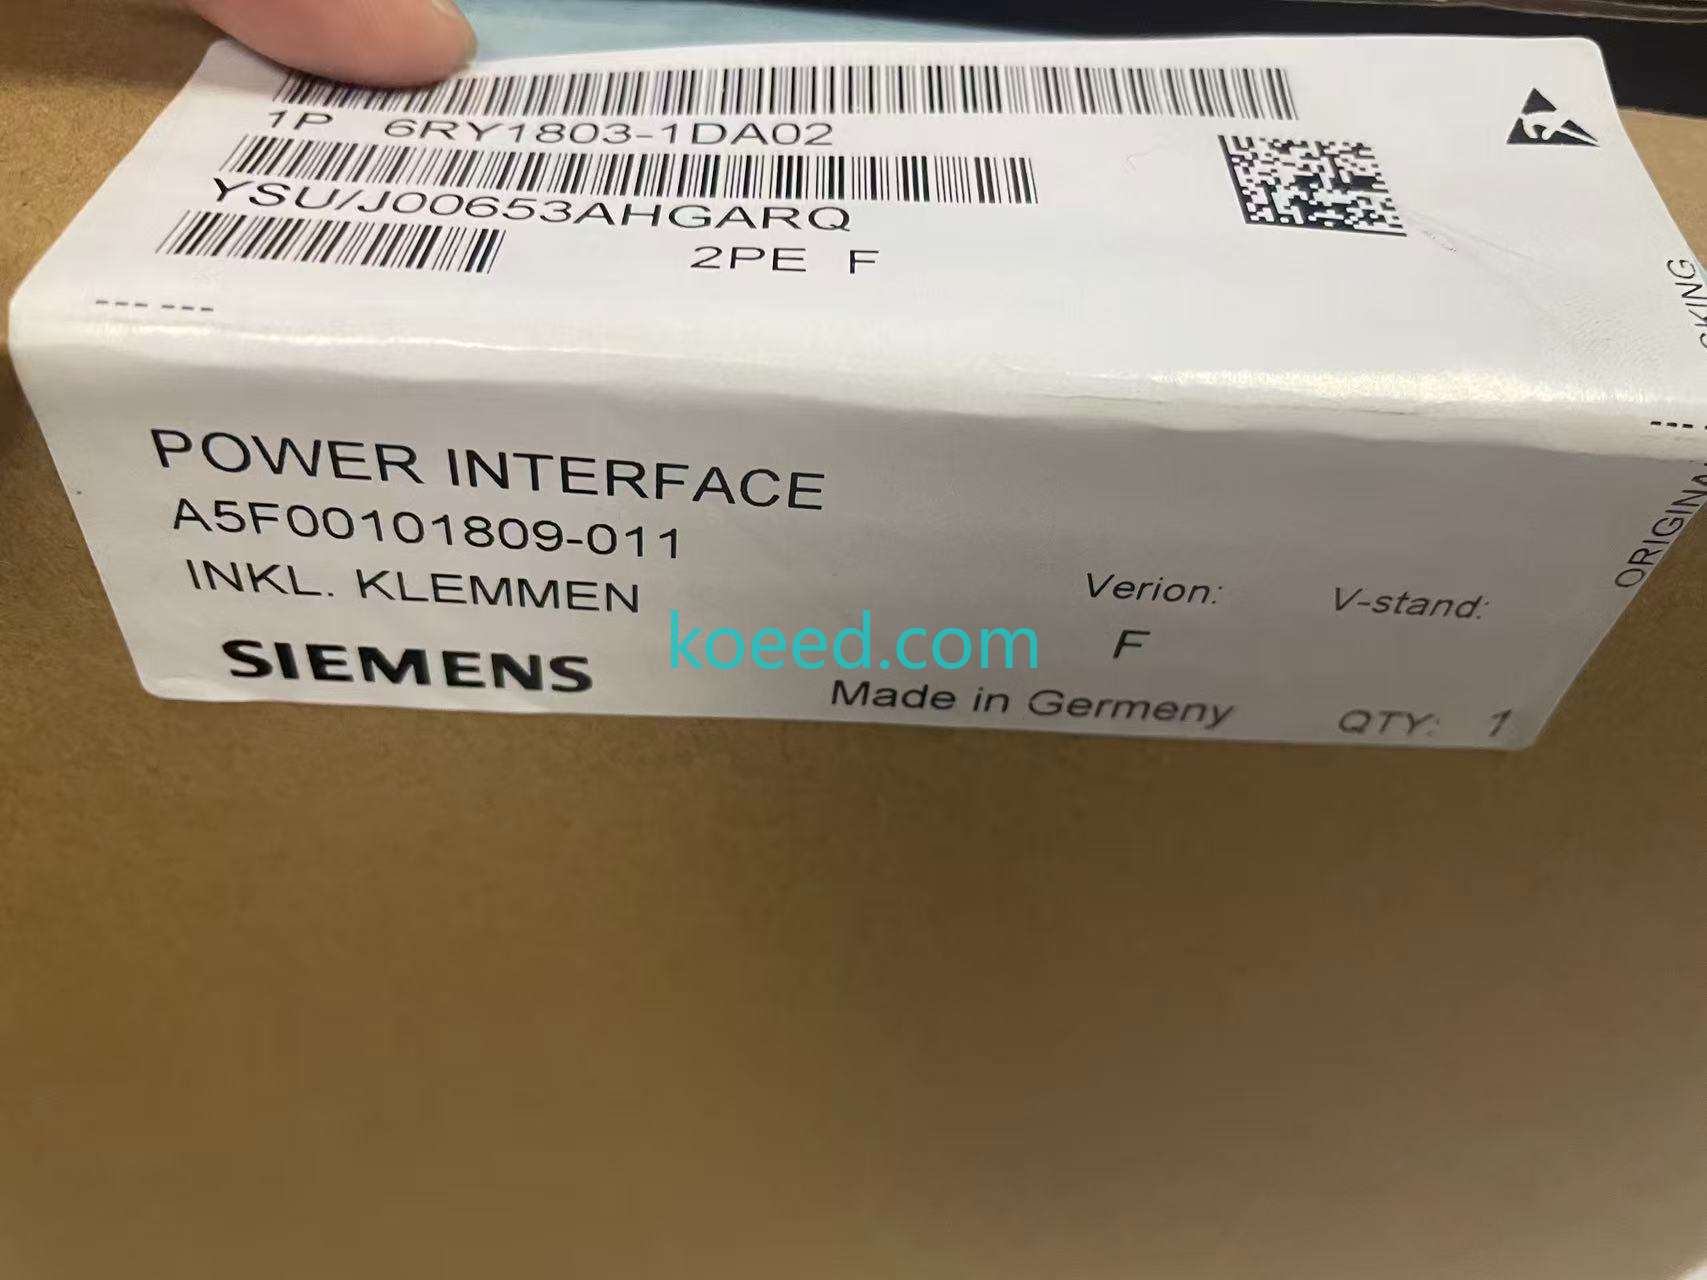 1P 6RY1803-1DA02
YSU/J00653AHGARQ
2PE F
--- ---
POWER INTERFACE
A5F00101809-011
INKL. KLEMMEN
SIEMENS
Verion: V-stand:
F
Made in Germeny
QTY: 1
koeed.com